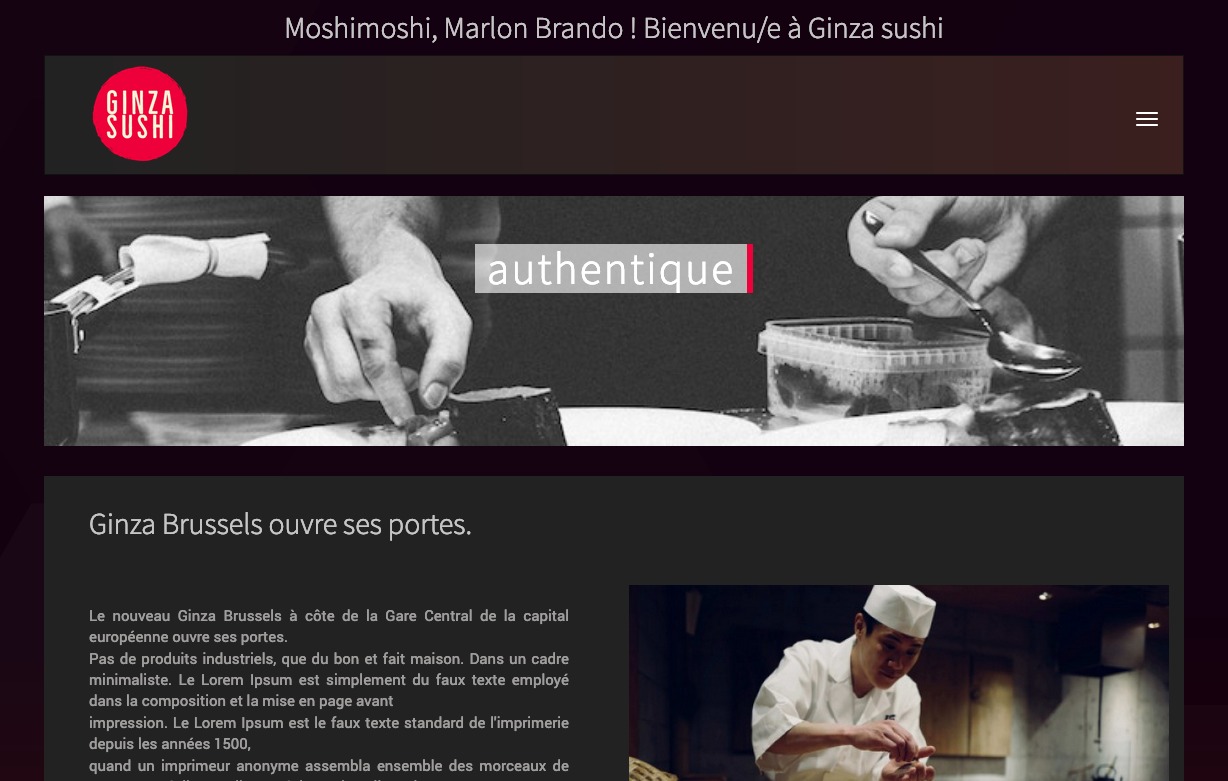 Moshimoshi, Marlon Brando ! Bienvenu/e à Ginza sushi
GINZA
SUSHI
authentique
Ginza Brussels ouvre ses portes.
Le nouveau Ginza Brussels à côte de la Gare Central de la capital
européenne ouvre ses portes.
Pas de produits industriels, que du bon et fait maison. Dans un cadre
minimaliste. Le Lorem Ipsum est simplement du faux texte employé
dans la composition et la mise en page avant
impression. Le Lorem Ipsum est le faux texte standard de l'imprimerie
depuis les années 1500,
quand un imprimeur anonyme assembla ensemble des morceaux de